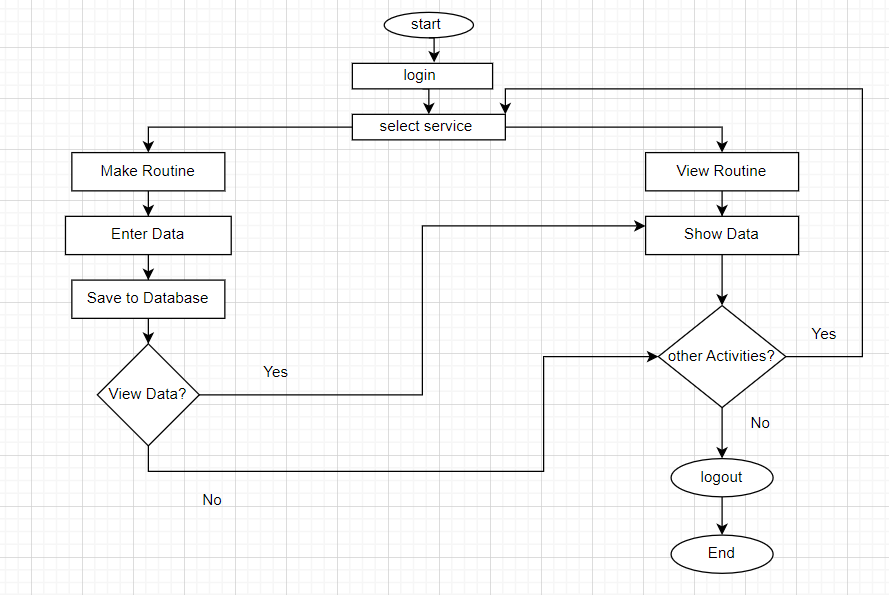 start
login
select service
Make Routine
View Routine
Enter Data
Show Data
Save to Database
Yes
other Activities?
Yes
View Data?
No
logout
No
End